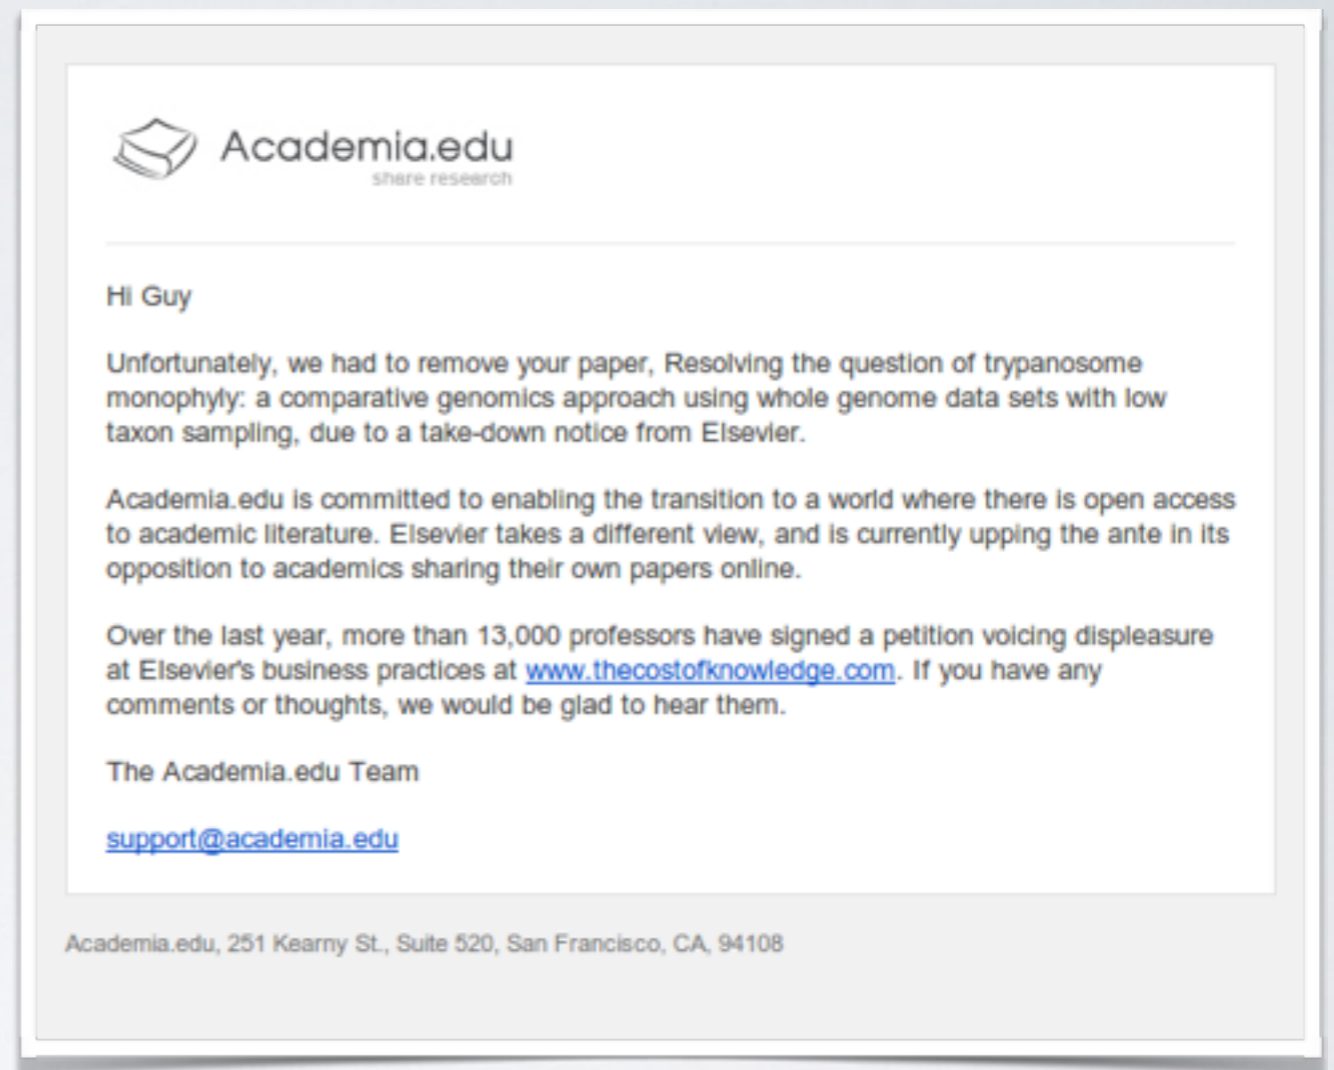 Academia.edu
share research
Hi Guy
Unfortunately, we had to remove your paper, Resolving the question of trypanosome
monophyly: a comparative genomics approach using whole genome data sets with low
taxon sampling, due to a take-down notice from Elsevier.
Academia.edu is committed to enabling the transition to a world where there is open access
to academic literature. Elsevier takes a different view, and is currently upping the ante in its
opposition to academics sharing their own papers online.
Over the last year, more than 13,000 professors have signed a petition voicing displeasure
at Elsevier's business practices at www.thecostofknowledge.com. If you have any
comments or thoughts, we would be glad to hear them.
The Academia.edu Team
support@academia.edu
Academia.edu, 251 Kearny St., Suite 520, San Francisco, CA, 94108